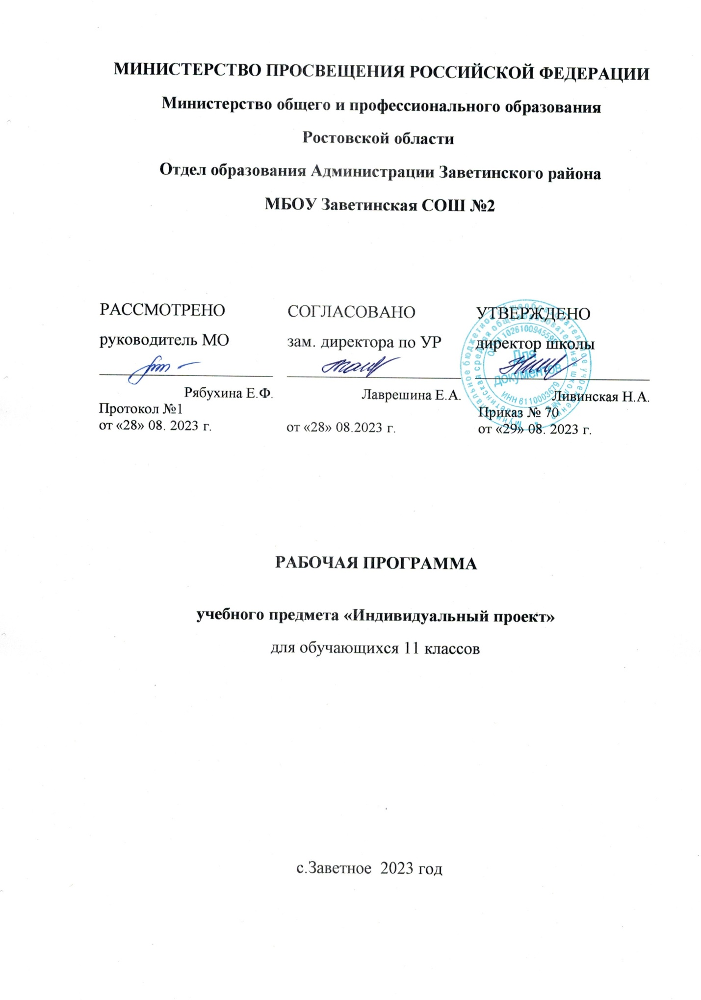 МИНИСТЕРСТВО ПРОСВЕЩЕНИЯ РОССИЙСКОЙ ФЕДЕРАЦИИ
Министерство общего и профессионального образования
Ростовской области
Отдел образования Администрации Заветинского района
МБОУ Заветинская СОШ №2
РАССМОТРЕНО
руководитель МО
Рябухина Е.Ф.
Протокол №1
от «28» 08. 2023 г.
СОГЛАСОВАНО
зам. директора по УР
Лаврешина Е.А.
от «28» 08.2023 г.
УТВЕРЖДЕНО
директор школы
Ливинская Н.А.
Приказ № 70
от «29» 08. 2023 г.
Для
документов
ИНН 6110003679
РАБОЧАЯ ПРОГРАММА
учебного предмета «Индивидуальный проект»
для обучающихся 11 классов
с.Заветное 2023 год